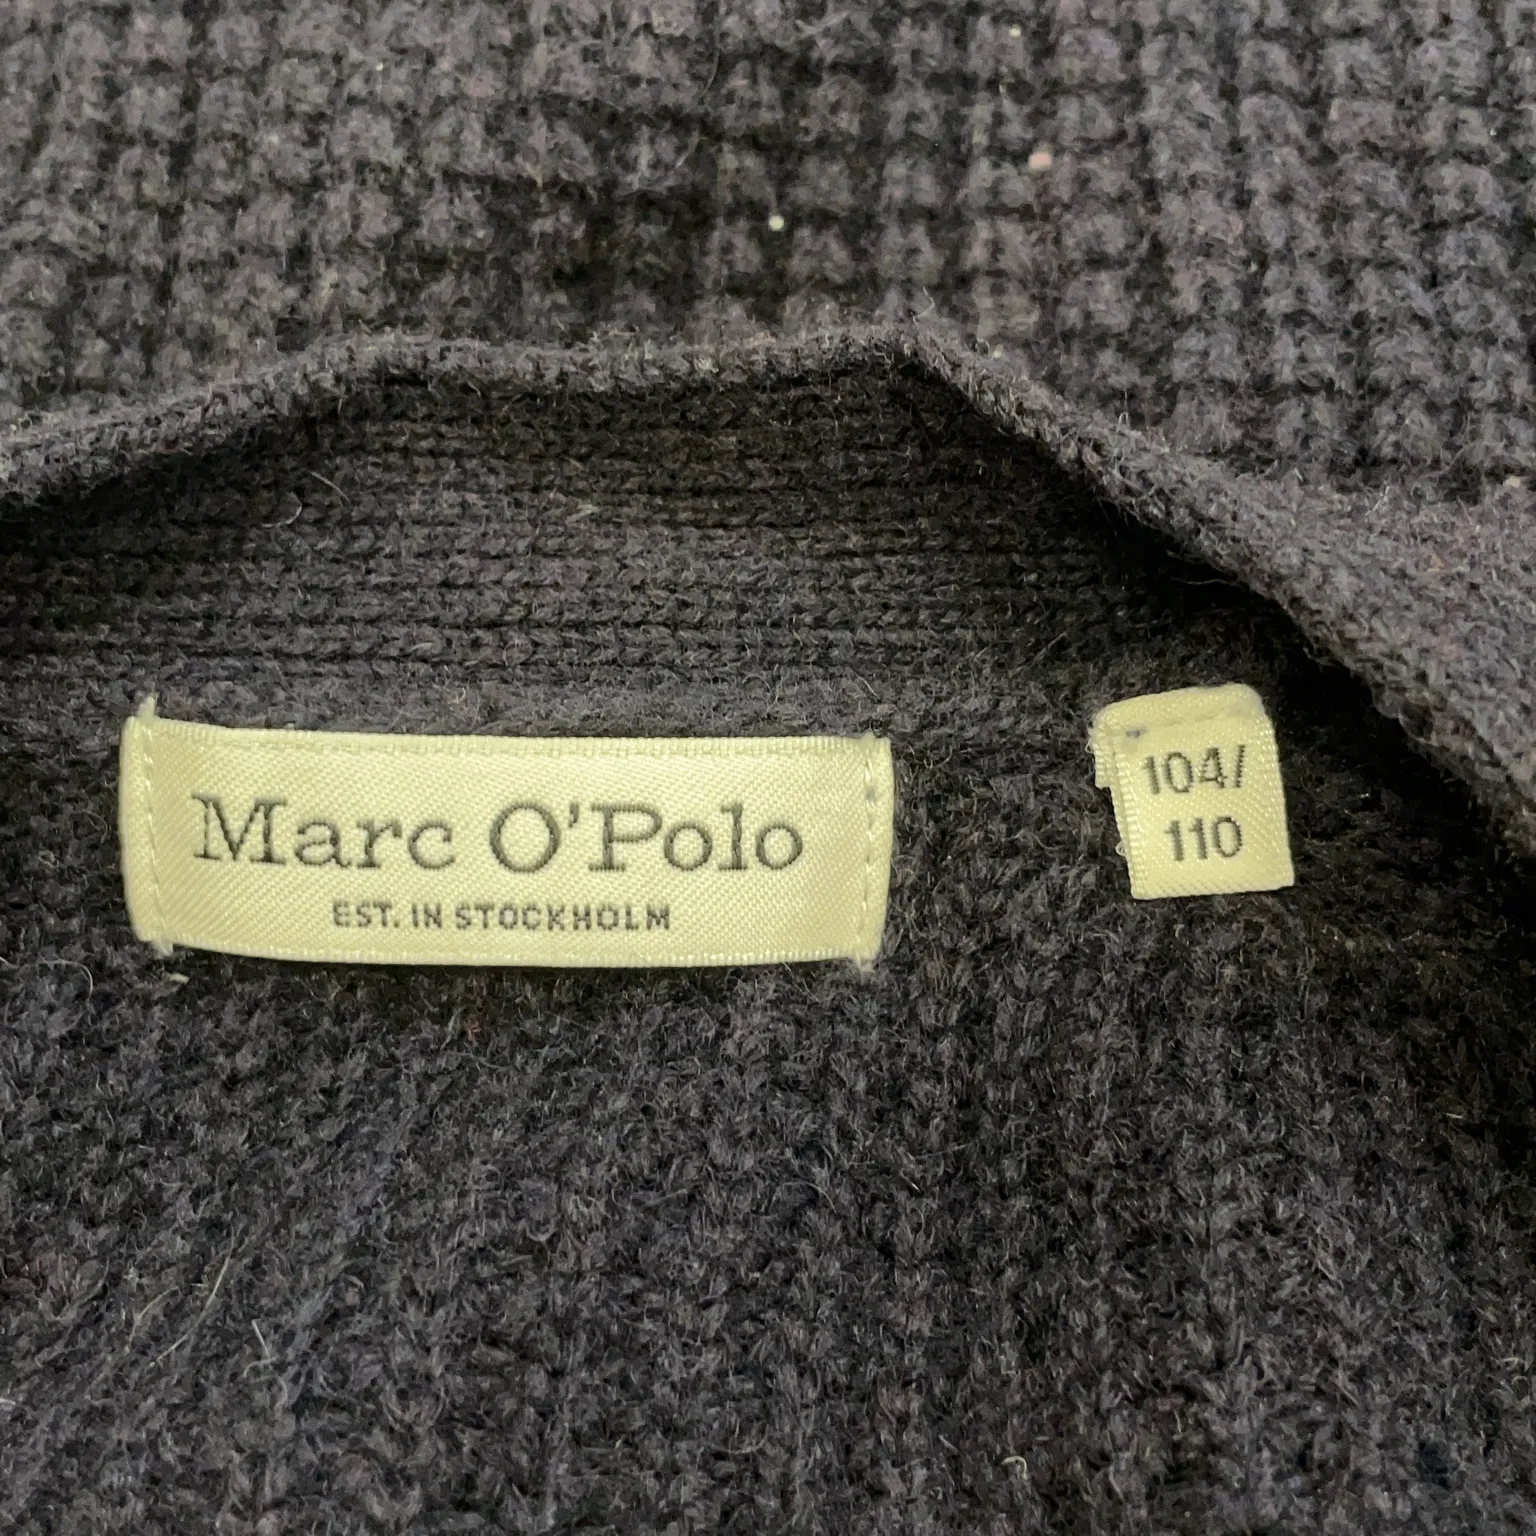 Marc O'Polo
EST. IN STOCKHOLM
104/
110